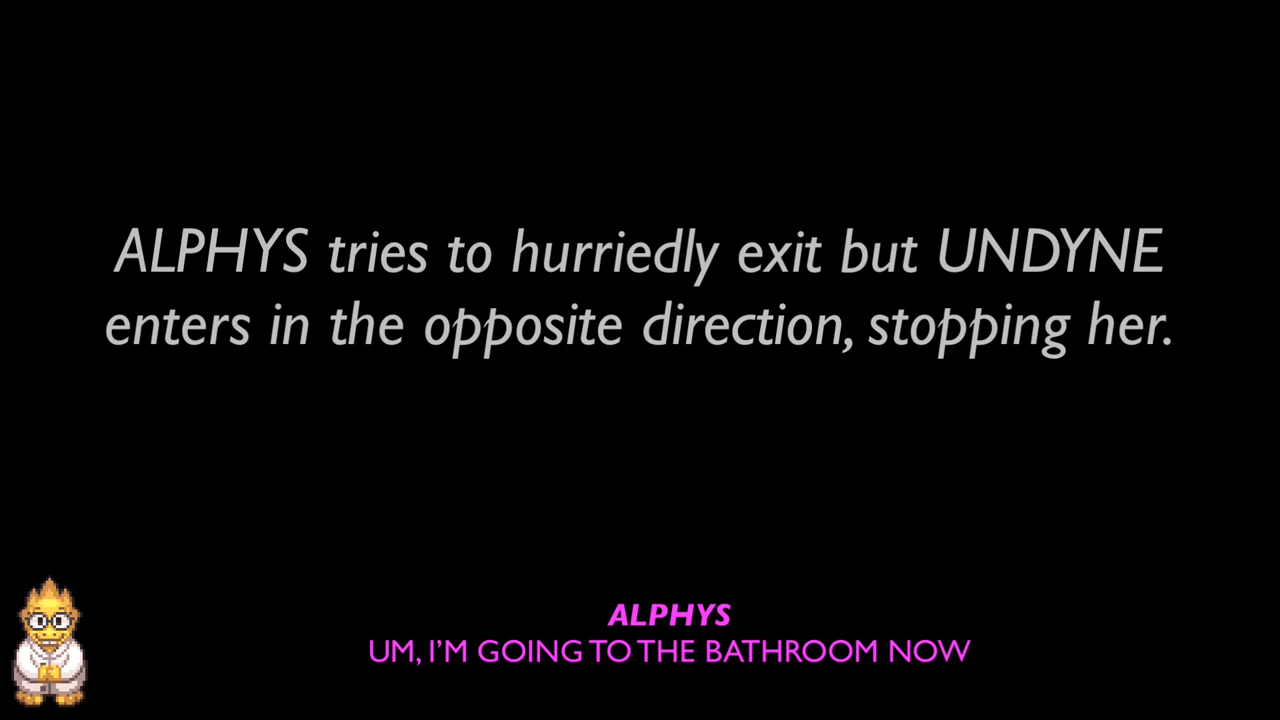 ALPHYS tries to hurriedly exit but UNDYNE
enters in the opposite direction, stopping her.
ALPHYS
UM, I'M GOING TO THE BATHROOM NOW